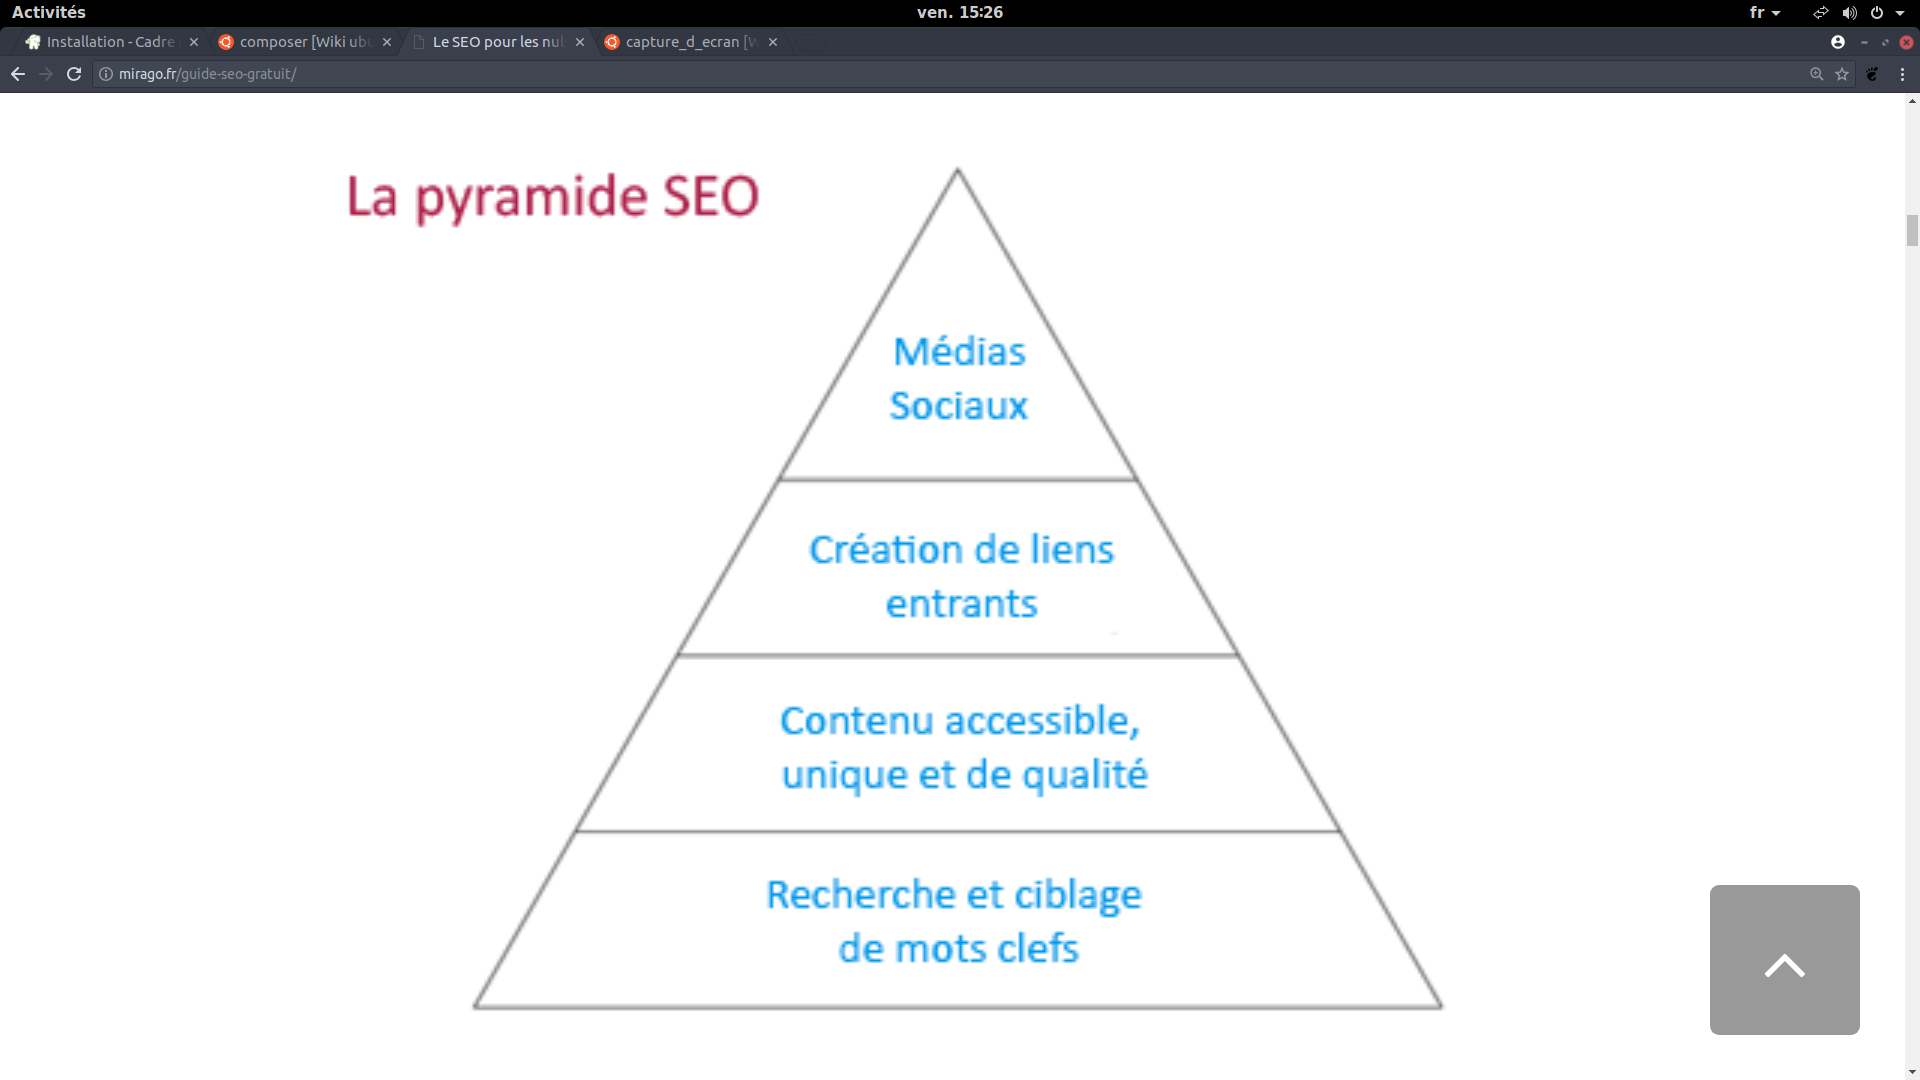 Activités
ven. 15:26
fr
Installation - Cadre
composer [Wiki ubu
Le SEO pour les nul
capture_d_ecran [W
mirago.fr/guide-seo-gratuit/
La pyramide SEO
Médias
Sociaux
Création de liens
entrants
Contenu accessible,
unique et de qualité
Recherche et ciblage
de mots clefs